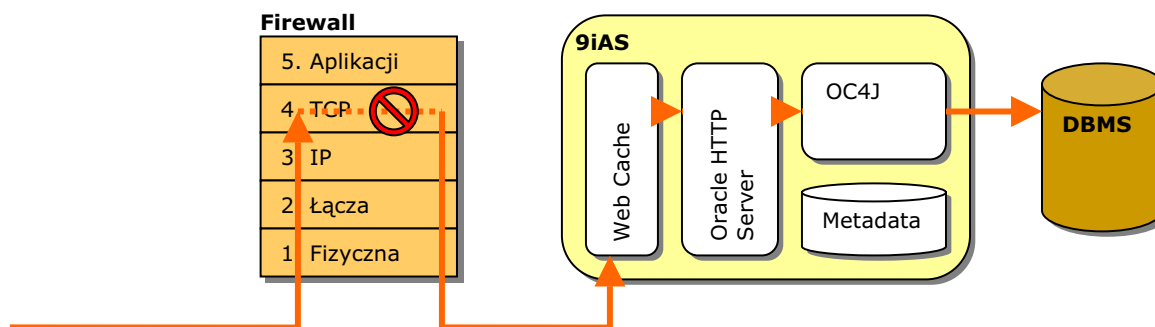 Firewall
5. Aplikacji
4. TCP
3 IP
2 Łącza
1 Fizyczna
9iAS
Web Cache
Oracle HTTP
Server
OC4J
Metadata
DBMS